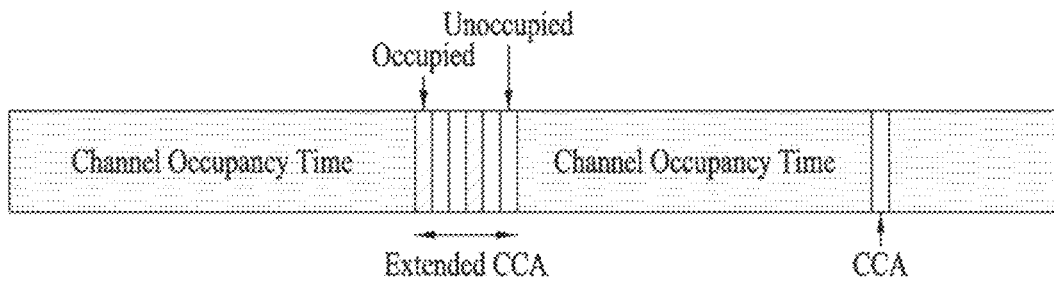 Unoccupied
Occupied
Channel Occupancy Time
Channel Occupancy Time
Extended CCA
CCA